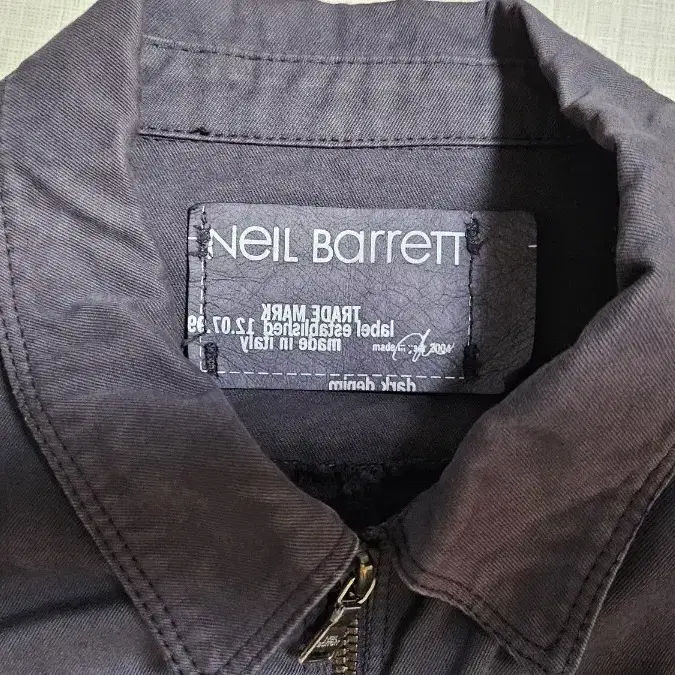 NEIL BARRETT
TRADE MARK
label established 12.07.99
made in italy
dark denim